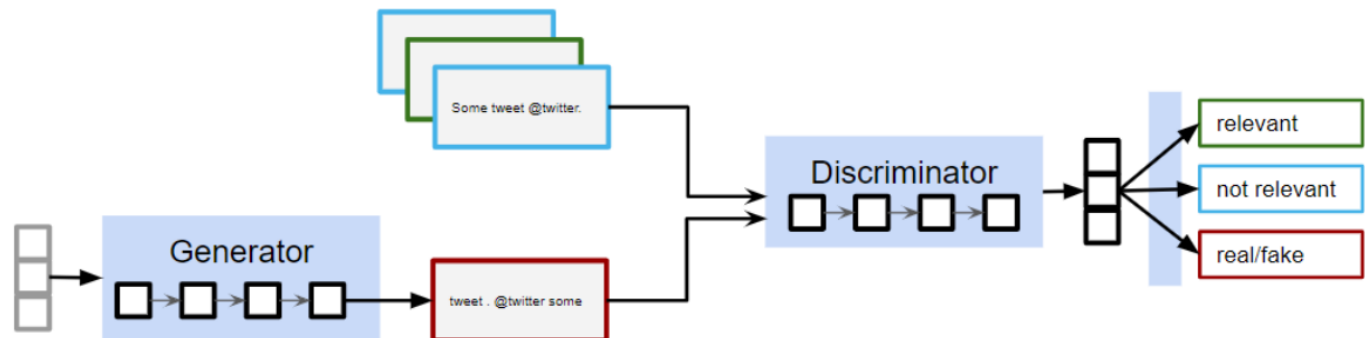 Some tweet @twitter.
Generator
tweet . @twitter some
Discriminator
relevant
not relevant
real/fake